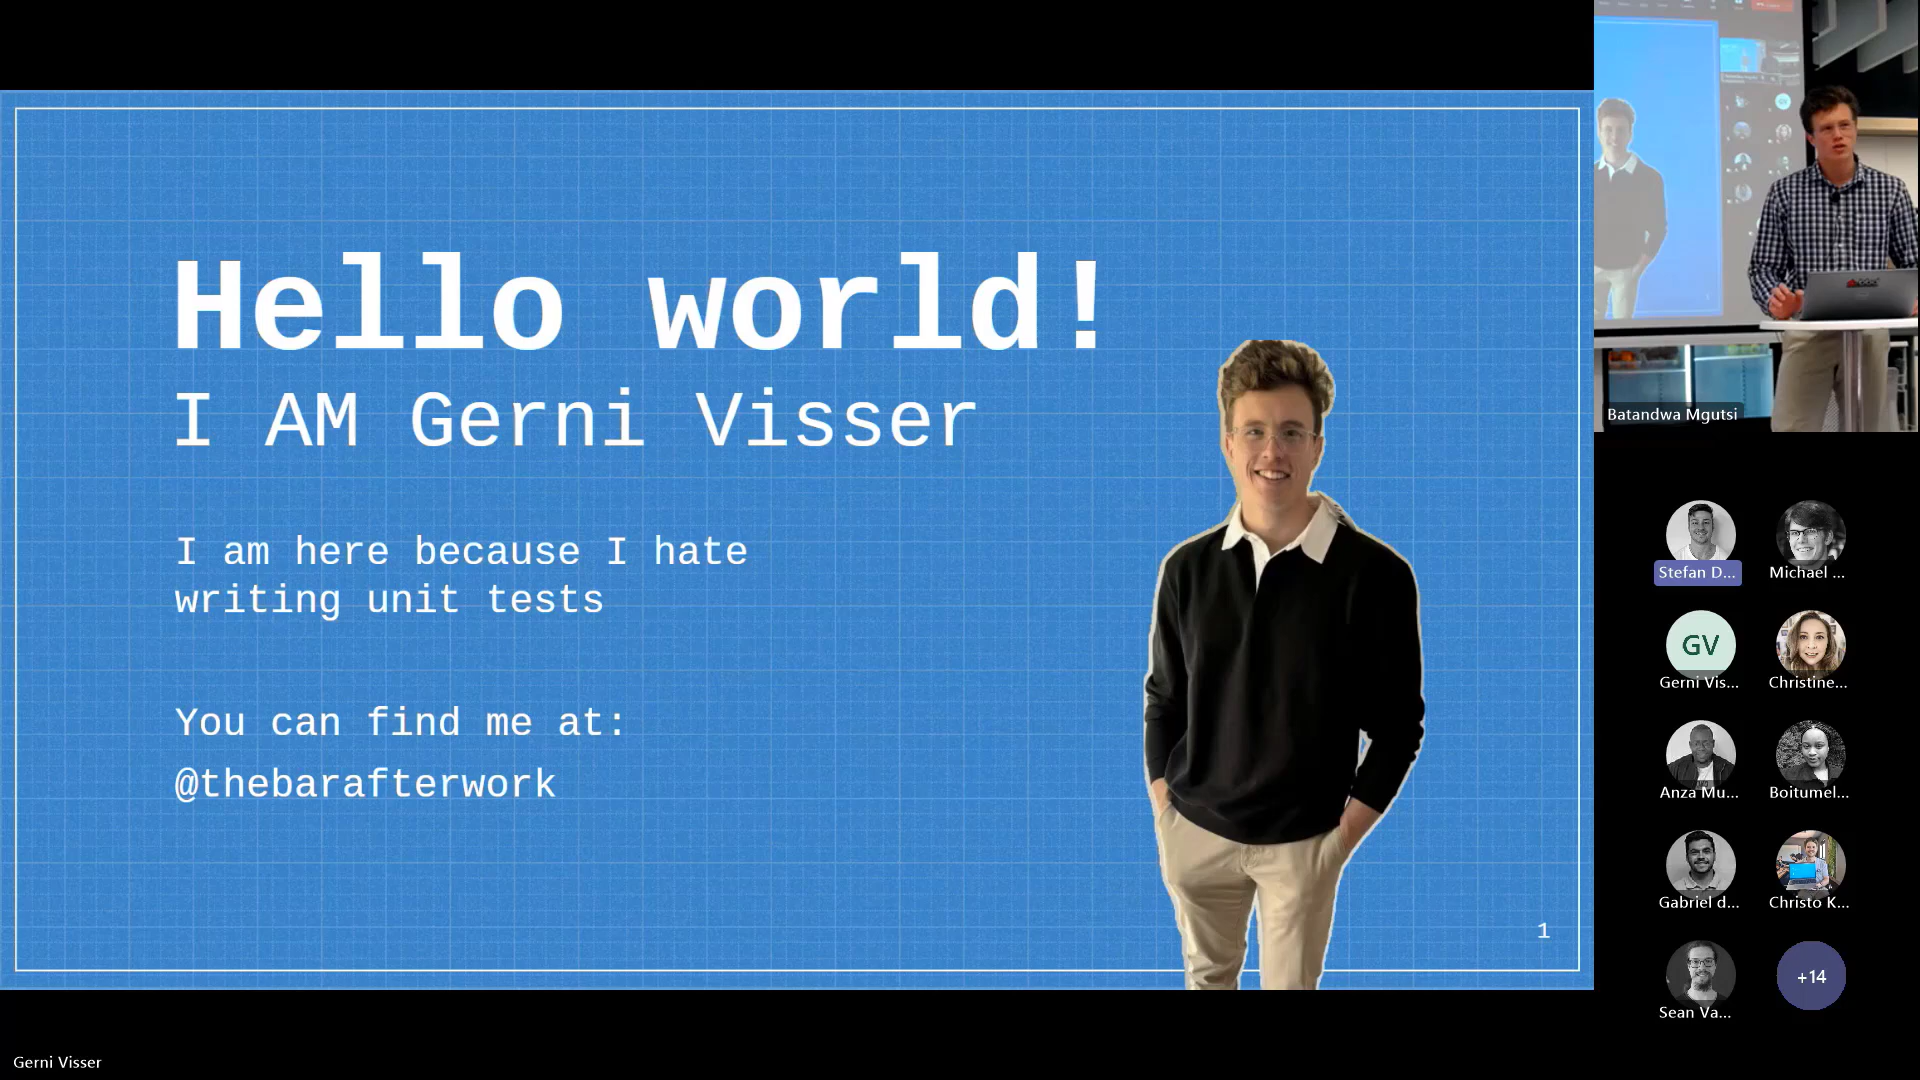 Hello world!
I AM Gerni Visser
I am here because I hate
writing unit tests
You can find me at:
@thebarafterwork
1
Batandwa Mgutsi
Stefan D...
Michael ...
GV
Gerni Vis...
Christine...
Anza Mu...
Boitumel...
Gabriel d...
Christo K...
Sean Va...
+14
Gerni Visser